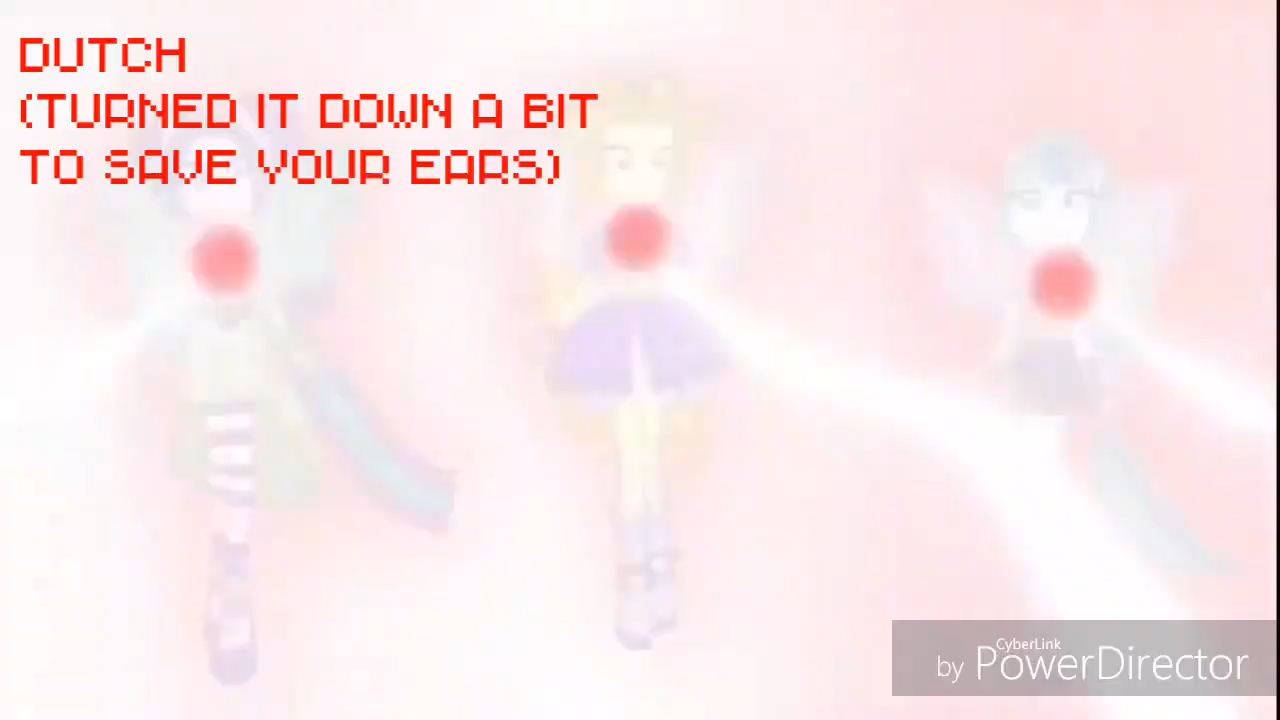 DUTCH
(TURNED IT DOWN A BIT
TO SAVE YOUR EARS)
CyberLink
by PowerDirector